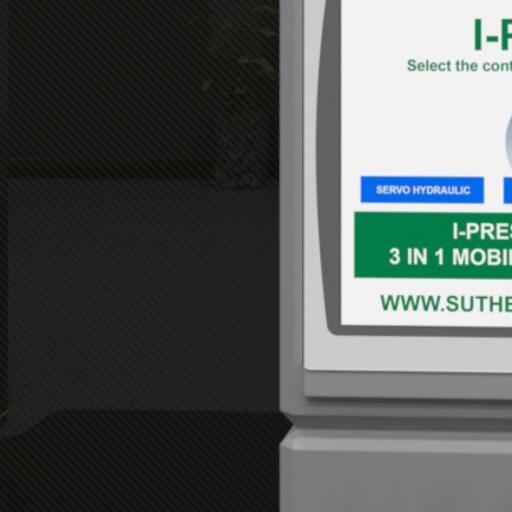 I-
Select the cont
SERVO HYDRAULIC
I-PRES
3 IN 1 MOBI
WWW.SUTHE